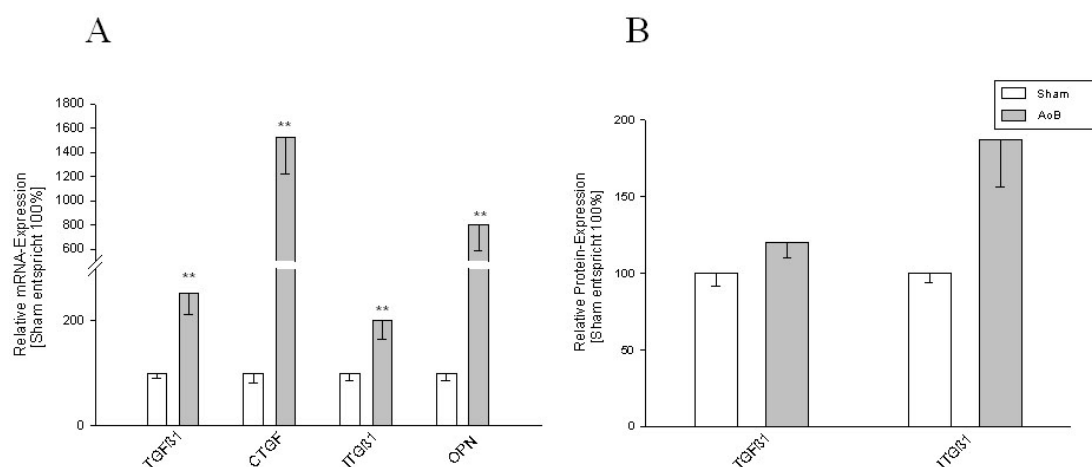 A
B
Relative mRNA-Expression
[Sham entspricht 100%]
1800
1600
1400
1200
1000
800
600
200
0
**
**
**
**
TGFß1
CTGF
ITGß1
OPN
Relative Protein-Expression
[Sham entspricht 100%]
200
150
100
50
0
Sham
AoB
TGFß1
ITGß1